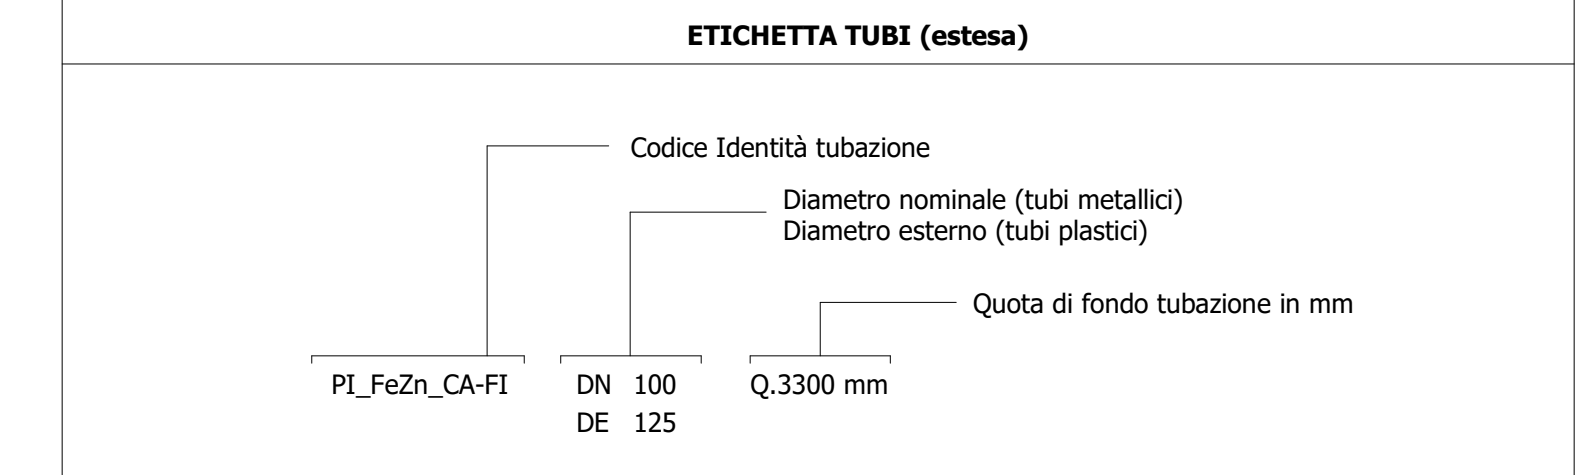 ETICHETTA TUBI (estesa)
Codice Identità tubazione
Diametro nominale (tubi metallici)
Diametro esterno (tubi plastici)
Quota di fondo tubazione in mm
PI_FeZn_CA-FI DN 100 Q.3300 mm
DE 125